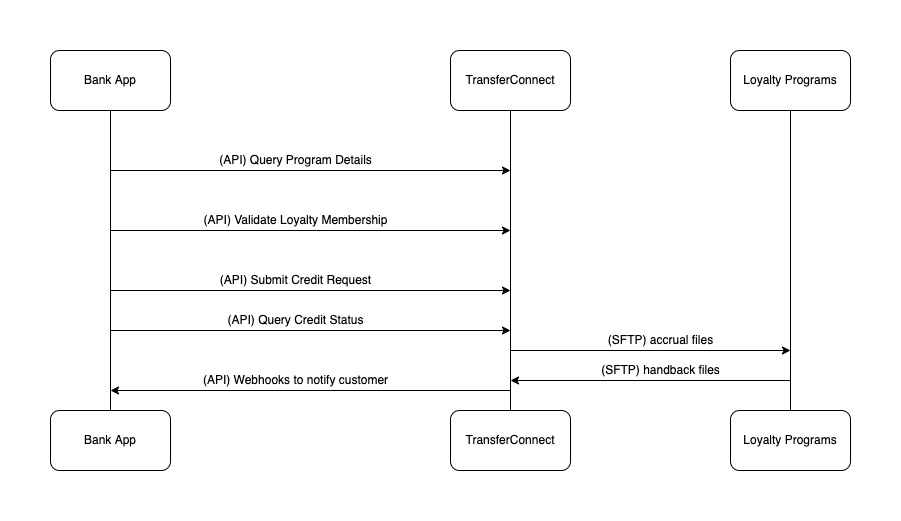 Bank App
TransferConnect
Loyalty Programs
(API) Query Program Details
(API) Validate Loyalty Membership
(API) Submit Credit Request
(API) Query Credit Status
(SFTP) accrual files
(SFTP) handback files
(API) Webhooks to notify customer
Bank App
TransferConnect
Loyalty Programs